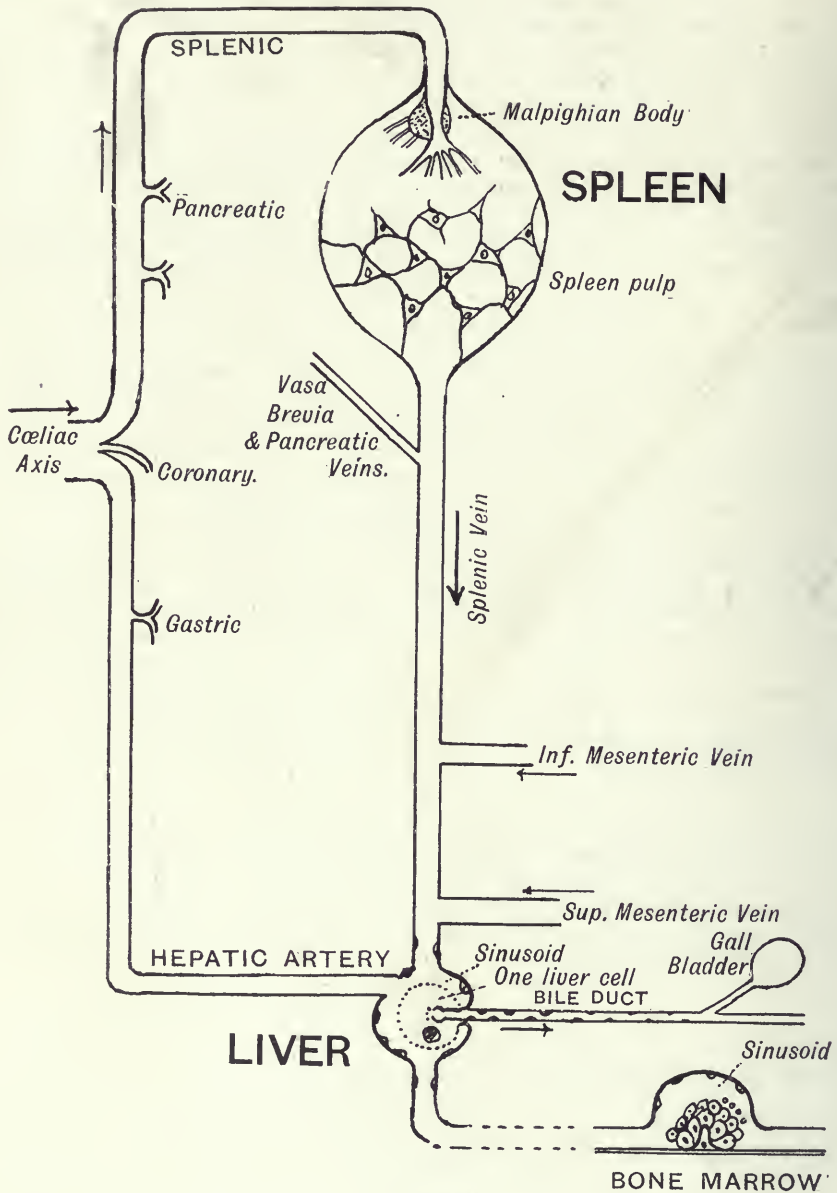 SPLENIC
Malpighian Body
SPLEEN
Pancreatic
Spleen pulp
Vasa
Brevia
& Pancreatic
Veins.
Cœliac
Axis
Coronary.
Splenic Vein
Gastric
Inf. Mesenteric Vein
Sup. Mesenteric Vein
HEPATIC ARTERY
Sinusoid
One liver cell
BILE DUCT
Gall
Bladder
LIVER
Sinusoid
BONE MARROW